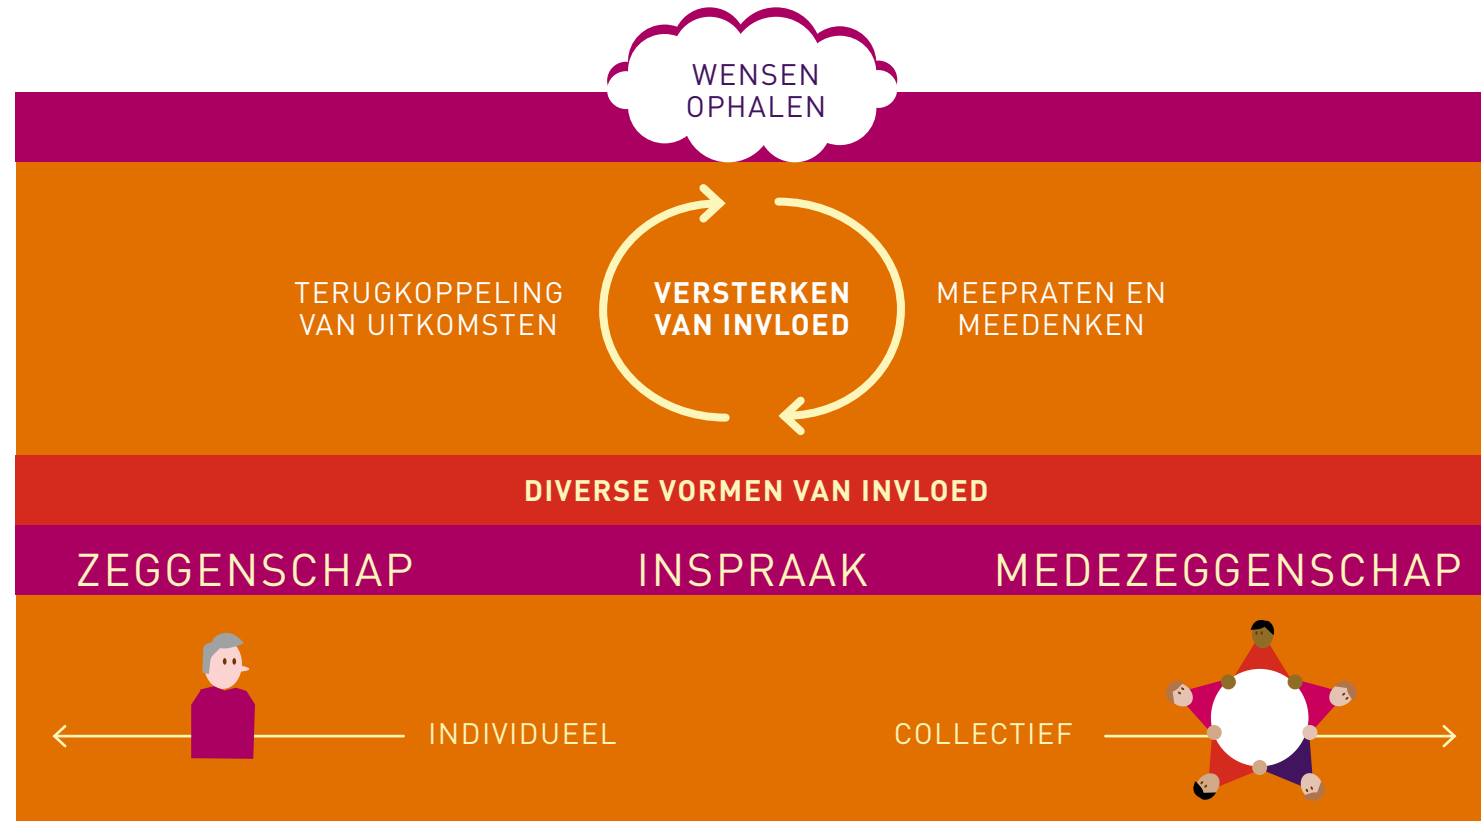 WENSEN
OPHALEN
TERUGKOPPELING
VAN UITKOMSTEN
VERSTERKEN
VAN INVLOED
MEEPRATEN EN
MEEDENKEN
DIVERSE VORMEN VAN INVLOED
ZEGGENSCHAP
INSPRAAK
MEDEZEGGENSCHAP
INDIVIDUEEL
COLLECTIEF